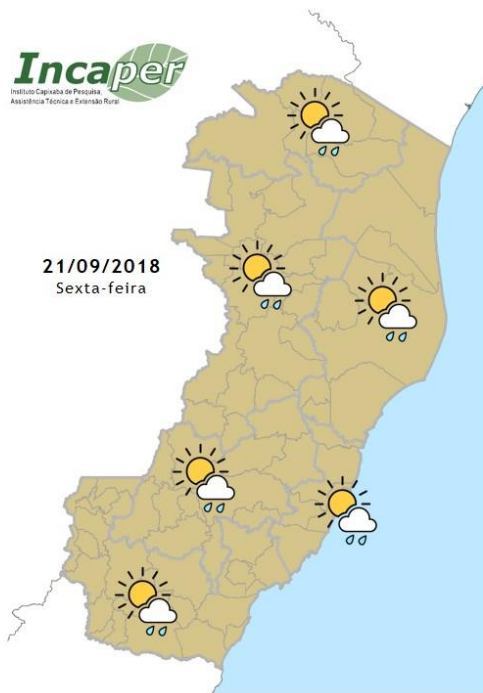 Incaper
Instituto Capixaba de Pesquisa,
Assistência Técnica e Extensão Rural
21/09/2018
Sexta-feira